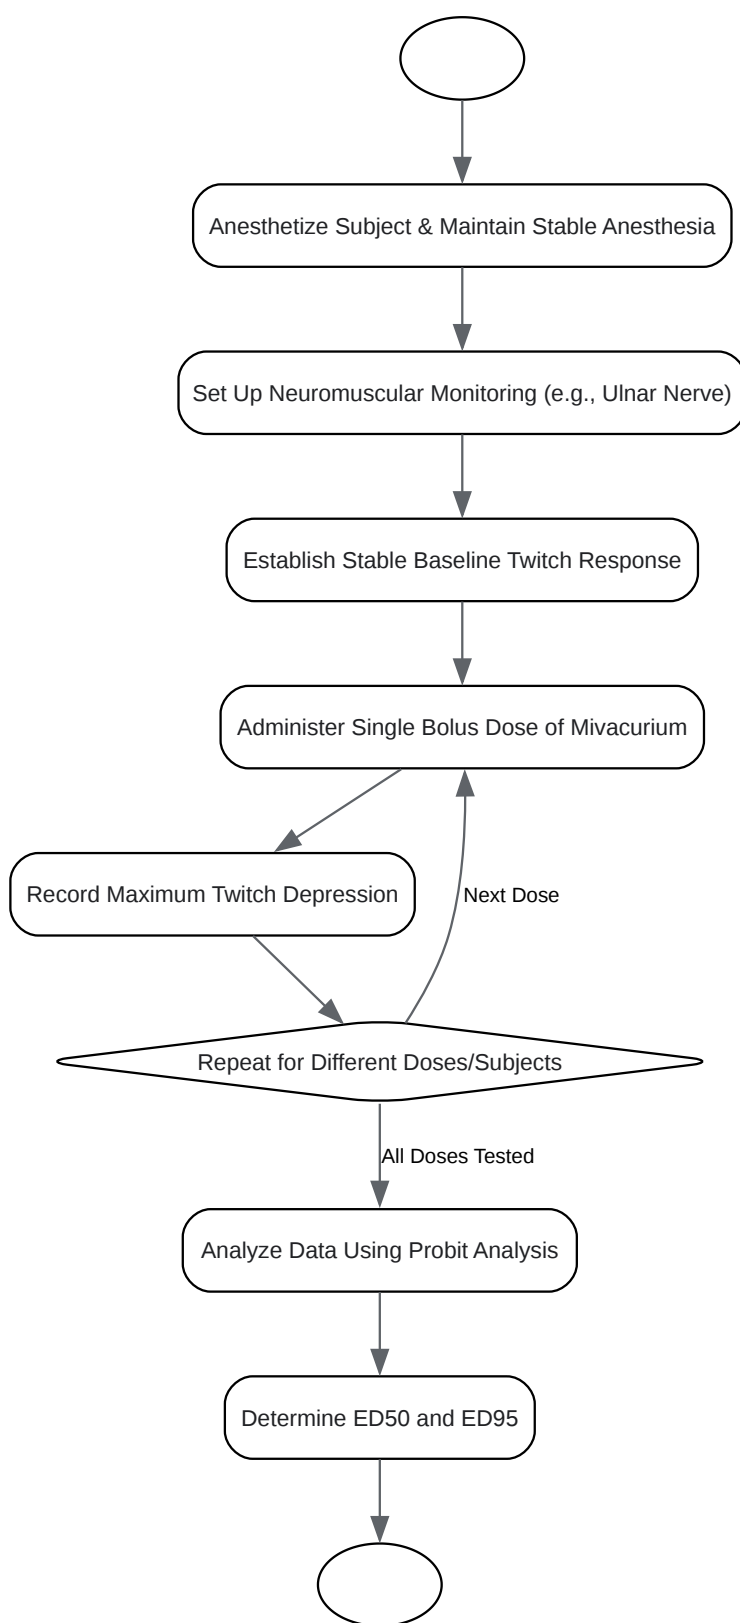 Anesthetize Subject & Maintain Stable Anesthesia
Set Up Neuromuscular Monitoring (e.g., Ulnar Nerve)
Establish Stable Baseline Twitch Response
Administer Single Bolus Dose of Mivacurium
Record Maximum Twitch Depression
Next Dose
Repeat for Different Doses/Subjects
All Doses Tested
Analyze Data Using Probit Analysis
Determine ED50 and ED95